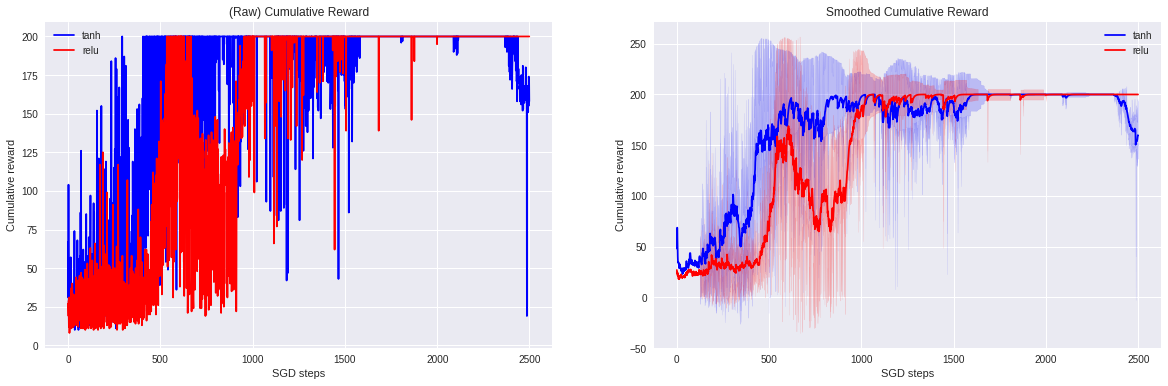 (Raw) Cumulative Reward
tanh
relu
200
175
150
125
100
75
50
25
0
Cumulative reward
0
500
1000
1500
2000
2500
SGD steps
Smoothed Cumulative Reward
tanh
relu
250
200
150
100
50
0
−50
Cumulative reward
0
500
1000
1500
2000
2500
SGD steps